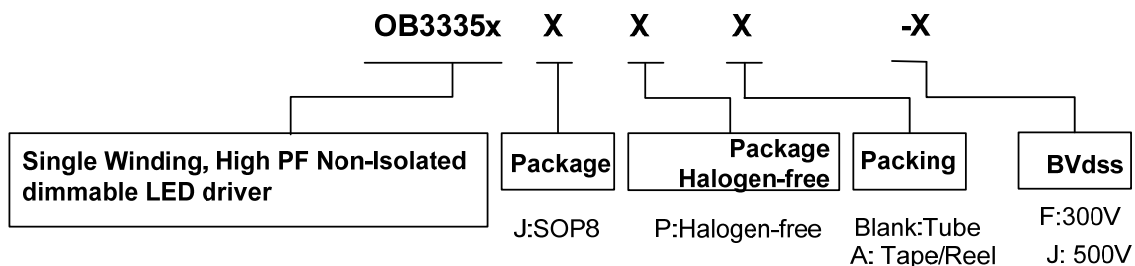 OB3335x X X X -X
Single Winding, High PF Non-Isolated
dimmable LED driver
Package
Package
Halogen-free
Packing
BVdss
J:SOP8
P:Halogen-free
Blank:Tube
A: Tape/Reel
F:300V
J: 500V